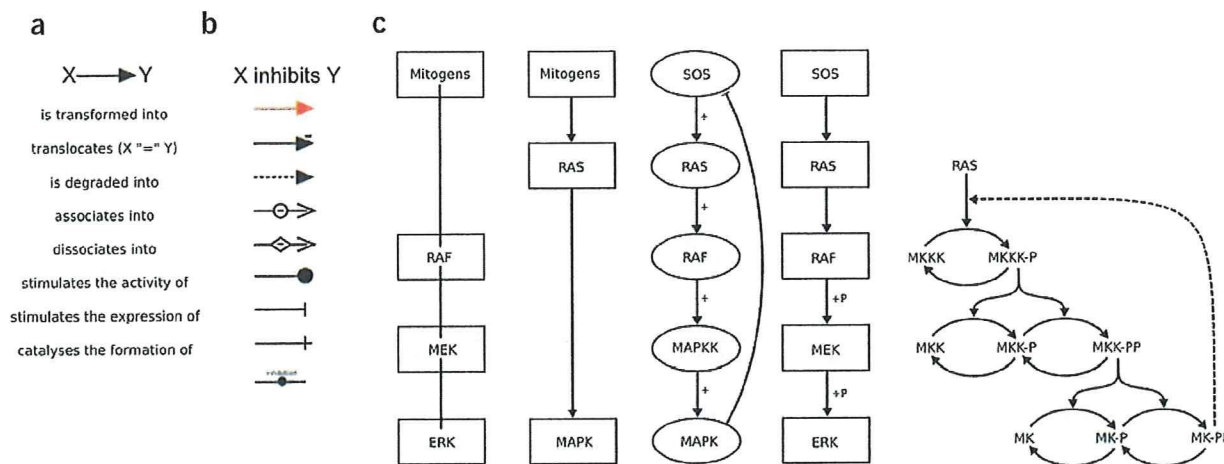 a
X Y
is transformed into
translocates (X "=" Y)
is degraded into
associates into
dissociates into
stimulates the activity of
stimulates the expression of
catalyses the formation of
b
X inhibits Y
inhibition
c
Mitogens
RAF
MEK
ERK
Mitogens
RAS
MAPK
SOS
+
RAS
+
RAF
+
MAPKK
+
MAPK
SOS
RAS
RAF
+P
MEK
+P
ERK
RAS
MKKK MKKK-P
MKK MKK-P MKK-PP
MK MK-P